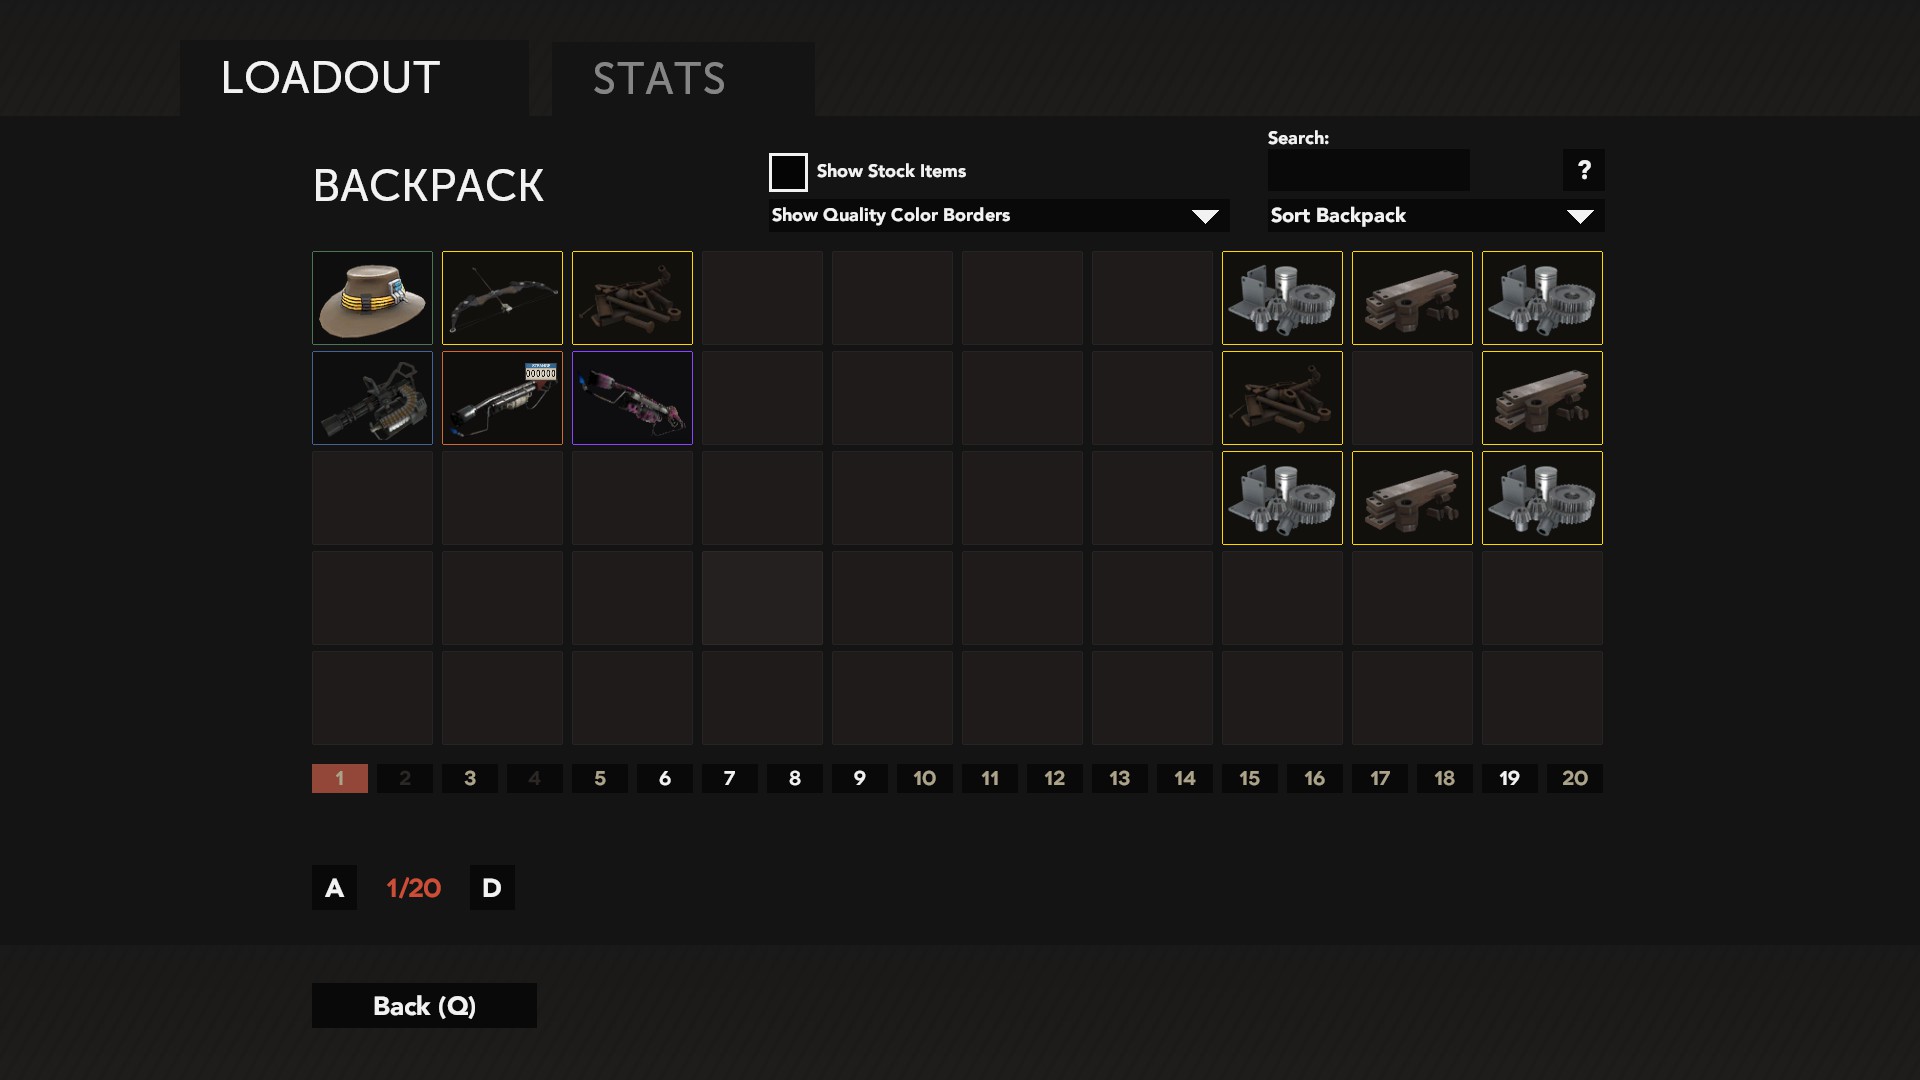 LOADOUT
STATS
BACKPACK
Show Stock Items
Search:
?
Show Quality Color Borders
Sort Backpack
000000
1 2 3 4 5 6 7 8 9 10 11 12 13 14 15 16 17 18 19 20
A 1/20 D
Back (Q)